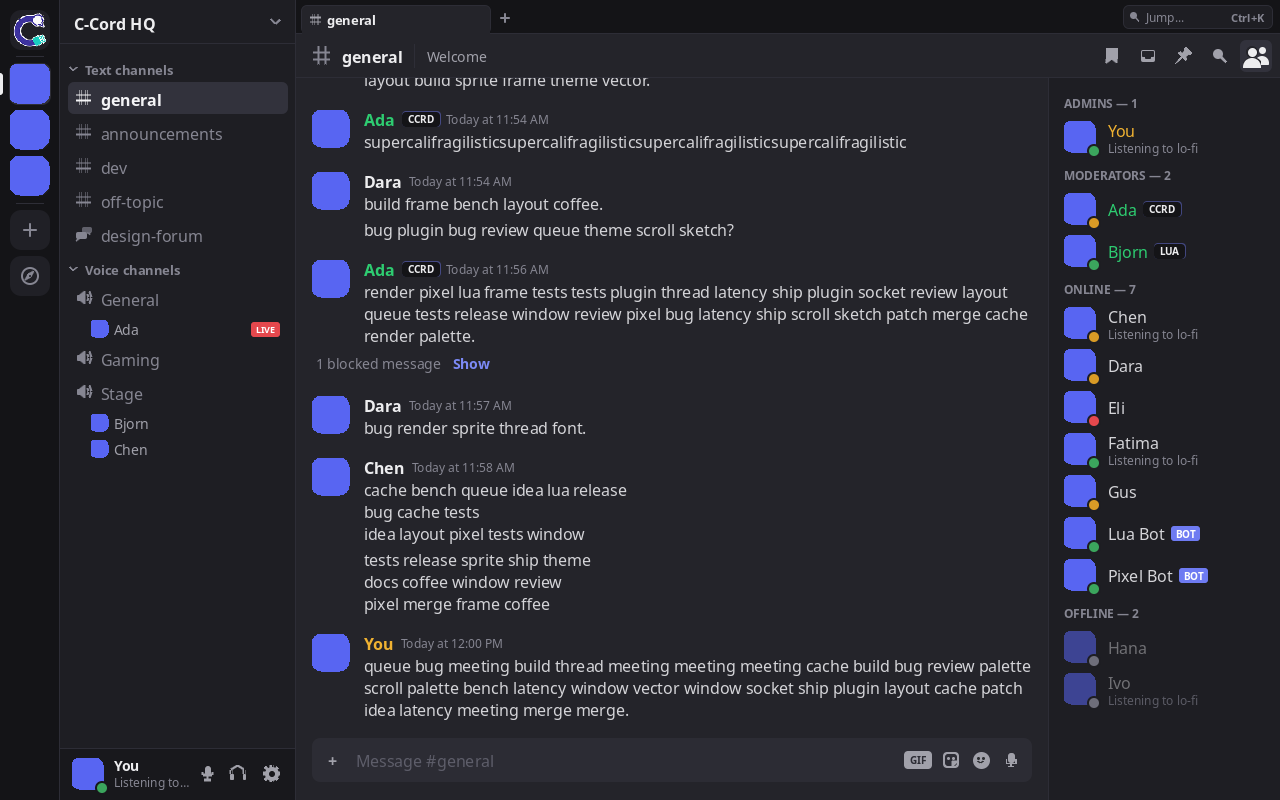 C-Cord HQ
general
Jump...
Ctrl+K
general
Welcome
Text channels
general
announcements
dev
off-topic
design-forum
Voice channels
General
Ada
LIVE
Gaming
Stage
Bjorn
Chen
You
Listening to...
layout build sprite frame theme vector.
Ada CCRD Today at 11:54 AM
supercalifragilisticsupercalifragilisticsupercalifragilisticsupercalifragilistic
Dara Today at 11:54 AM
build frame bench layout coffee.
bug plugin bug review queue theme scroll sketch?
Ada CCRD Today at 11:56 AM
render pixel lua frame tests tests plugin thread latency ship plugin socket review layout
queue tests release window review pixel bug latency ship scroll sketch patch merge cache
render palette.
1 blocked message Show
Dara Today at 11:57 AM
bug render sprite thread font.
Chen Today at 11:58 AM
cache bench queue idea lua release
bug cache tests
idea layout pixel tests window
tests release sprite ship theme
docs coffee window review
pixel merge frame coffee
You Today at 12:00 PM
queue bug meeting build thread meeting meeting meeting cache build bug review palette
scroll palette bench latency window vector window socket ship plugin layout cache patch
idea latency meeting merge merge.
Message #general
GIF
ADMINS — 1
You
Listening to lo-fi
MODERATORS — 2
Ada CCRD
Bjorn LUA
ONLINE — 7
Chen
Listening to lo-fi
Dara
Eli
Fatima
Listening to lo-fi
Gus
Lua Bot BOT
Pixel Bot BOT
OFFLINE — 2
Hana
Ivo
Listening to lo-fi